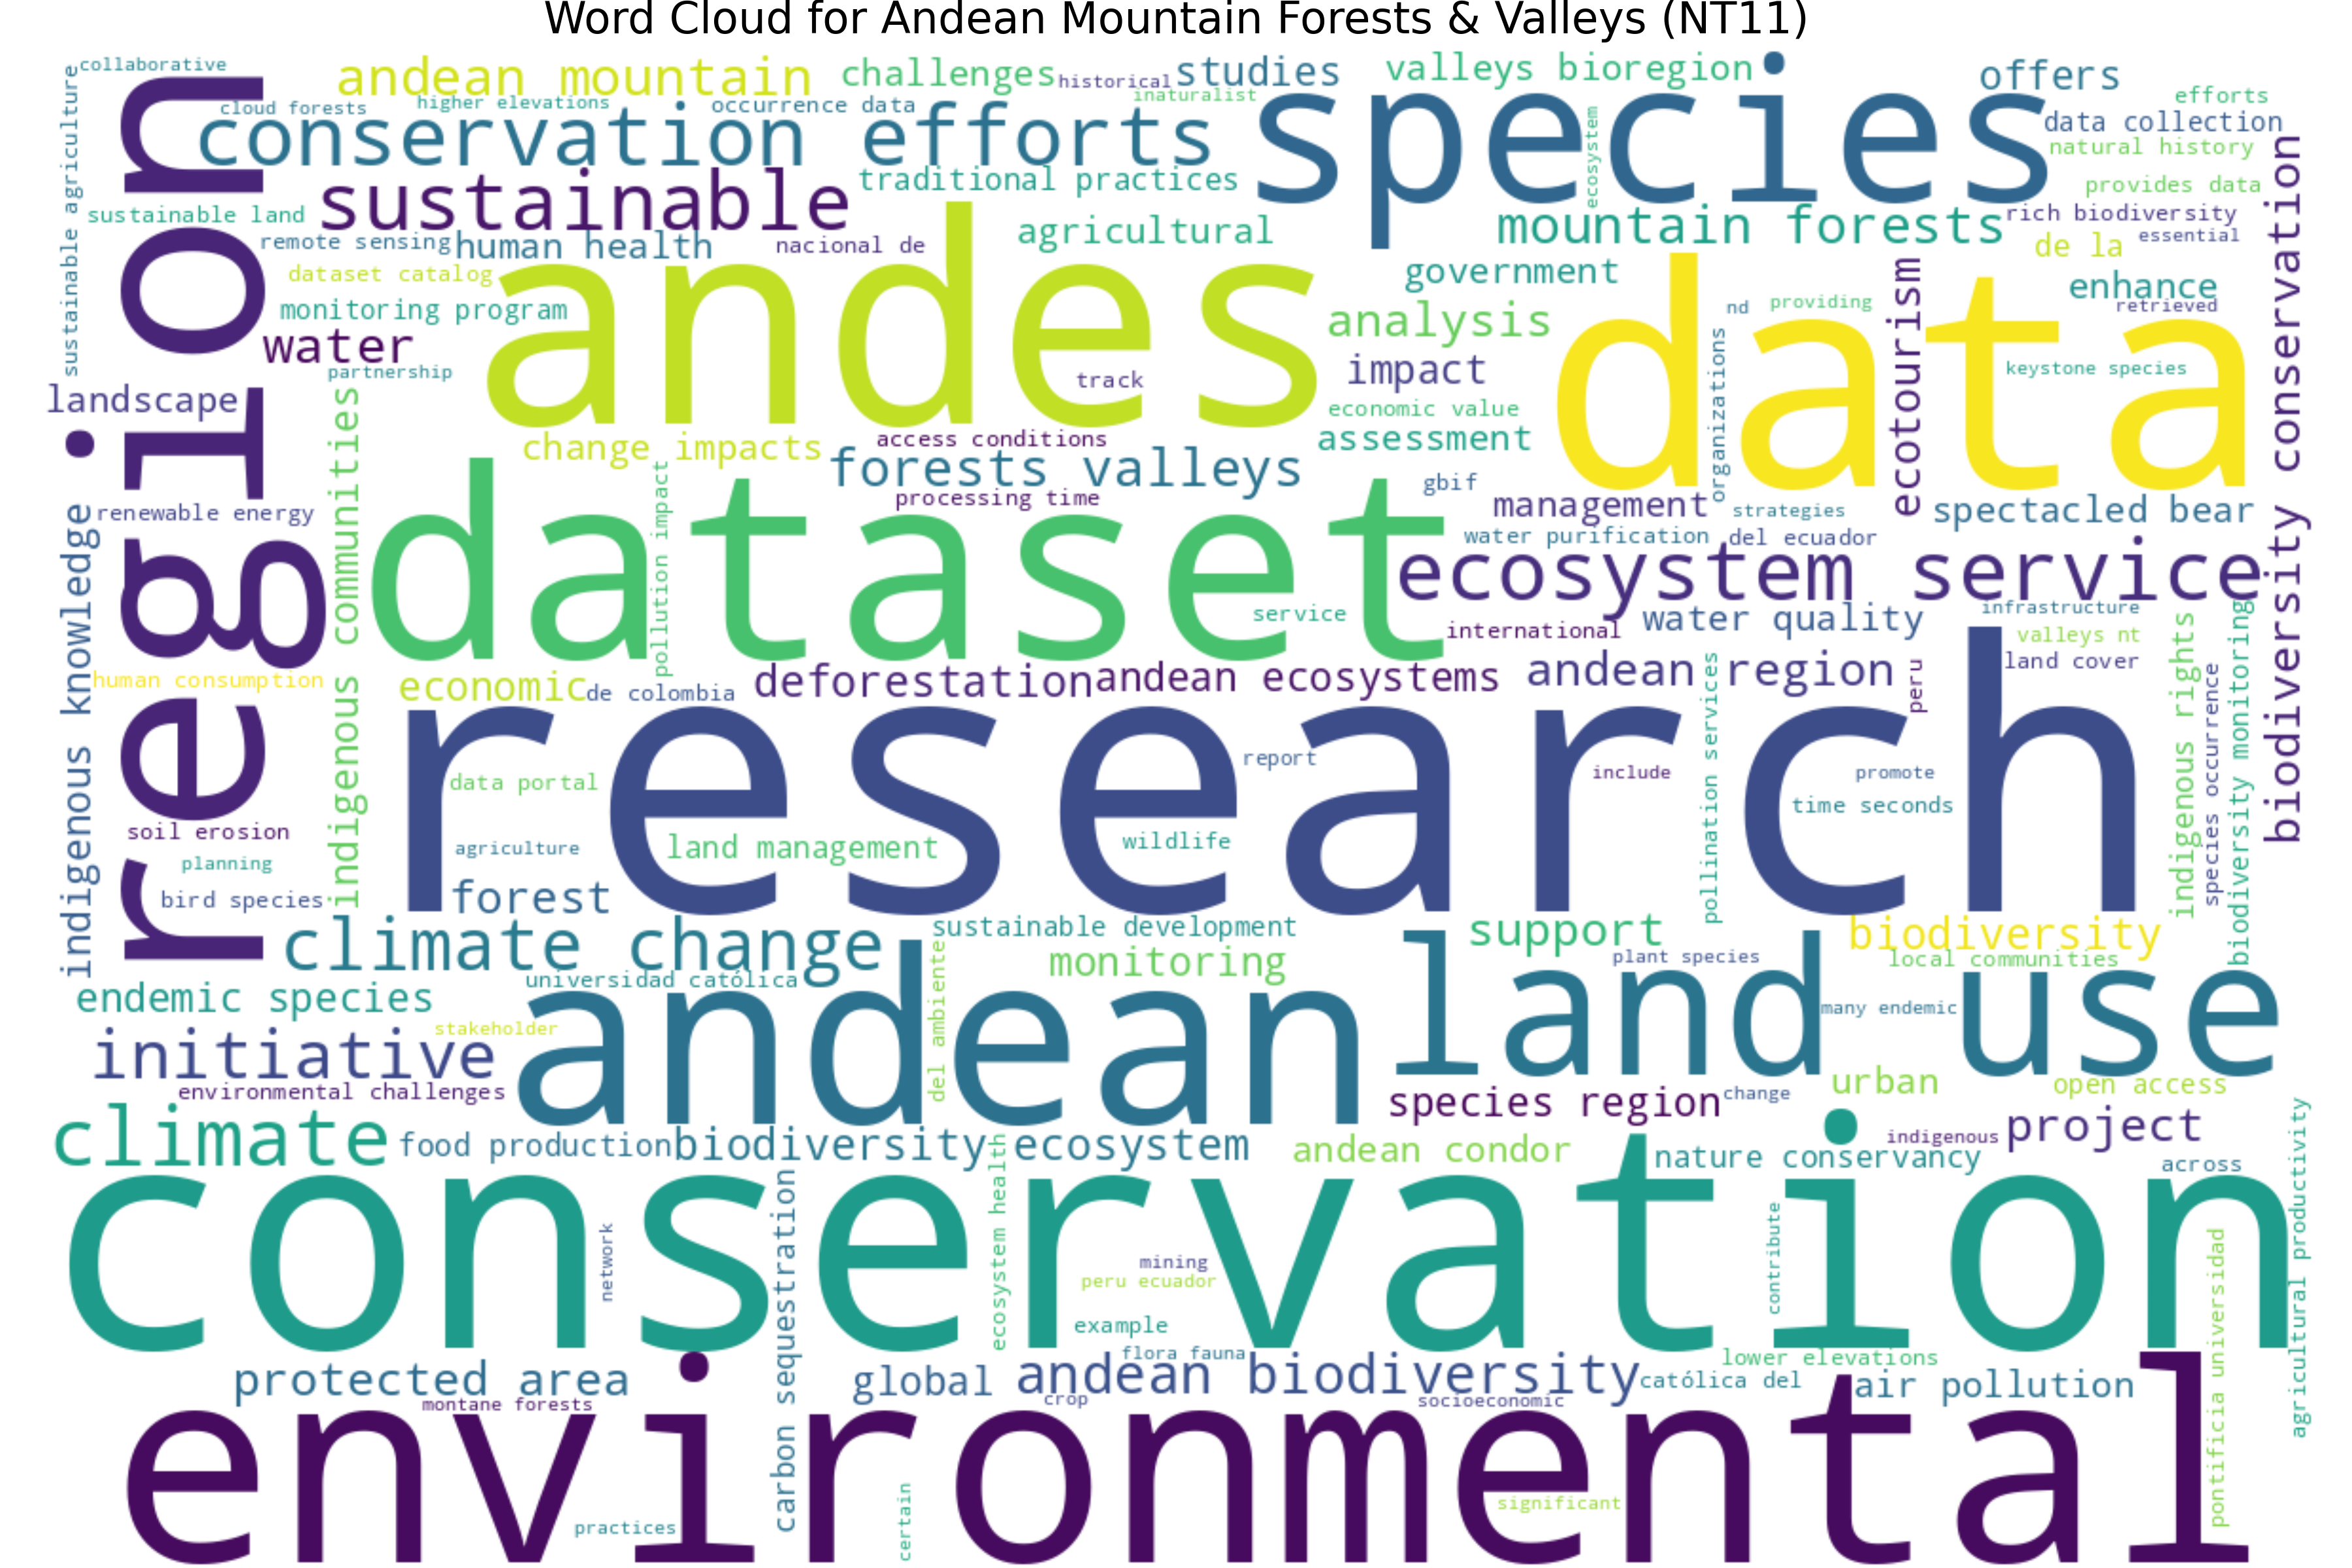 Word Cloud for Andean Mountain Forests & Valleys (NT11)
collaborative
andean mountain
challenges
historical
studies
valleys bioregion
offers
sustainable agriculture
cloud forests
higher elevations
occurrence data
inaturalist
efforts
conservation efforts
species
ecosystem
data collection
natural history
region
sustainable
traditional practices
provides data
biodiversity conservation
sustainable land
remote sensing
human health
nacional de
agricultural
mountain forests
rich biodiversity
de la
essential
dataset catalog
andes
government
ecotourism
enhance
monitoring program
analysis
data
nd
providing
retrieved
water
partnership
track
impact
organizations
keystone species
landscape
indigenous communities
economic value
change impacts
access conditions
assessment
forests valleys
processing time
gbif
management
strategies
spectacled bear
indigenous knowledge
renewable energy
dataset
pollution impact
water purification
del ecuador
ecosystem service
service
international
water quality
infrastructure
valleys nt
land cover
human consumption
economic
de colombia
deforestation
andean ecosystems
andean region
peru
indigenous rights
species occurrence
biodiversity monitoring
research
data portal
report
include
pollination services
promote
time seconds
soil erosion
planning
bird species
agriculture
land management
wildlife
forest
climate change
sustainable development
support
biodiversity
universidad católica
monitoring
plant species
local communities
endemic species
stakeholder
andean
del ambiente
land use
many endemic
initiative
environmental challenges
species region
change
urban
open access
climate
food production
biodiversity ecosystem
andean condor
nature conservancy
indigenous
project
across
agricultural productivity
conservation
network
carbon sequestration
ecosystem health
mining
peru ecuador
example
contribute
pontificia universidad
protected area
montane forests
global
flora fauna
andean biodiversity
crop
socioeconomic
católica del
lower elevations
air pollution
environmental
practices
certain
significant